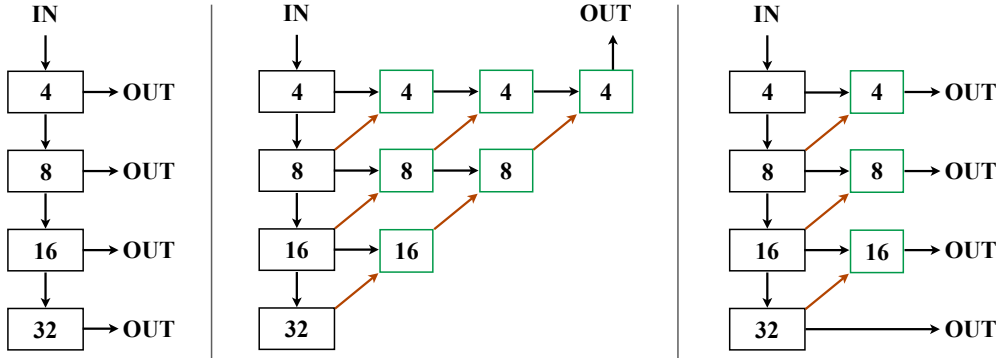 IN
4 OUT
8 OUT
16 OUT
32 OUT
IN OUT
4 4 4 4
8 8 8
16 16
32
IN
4 4 OUT
8 8 OUT
16 16 OUT
32 OUT